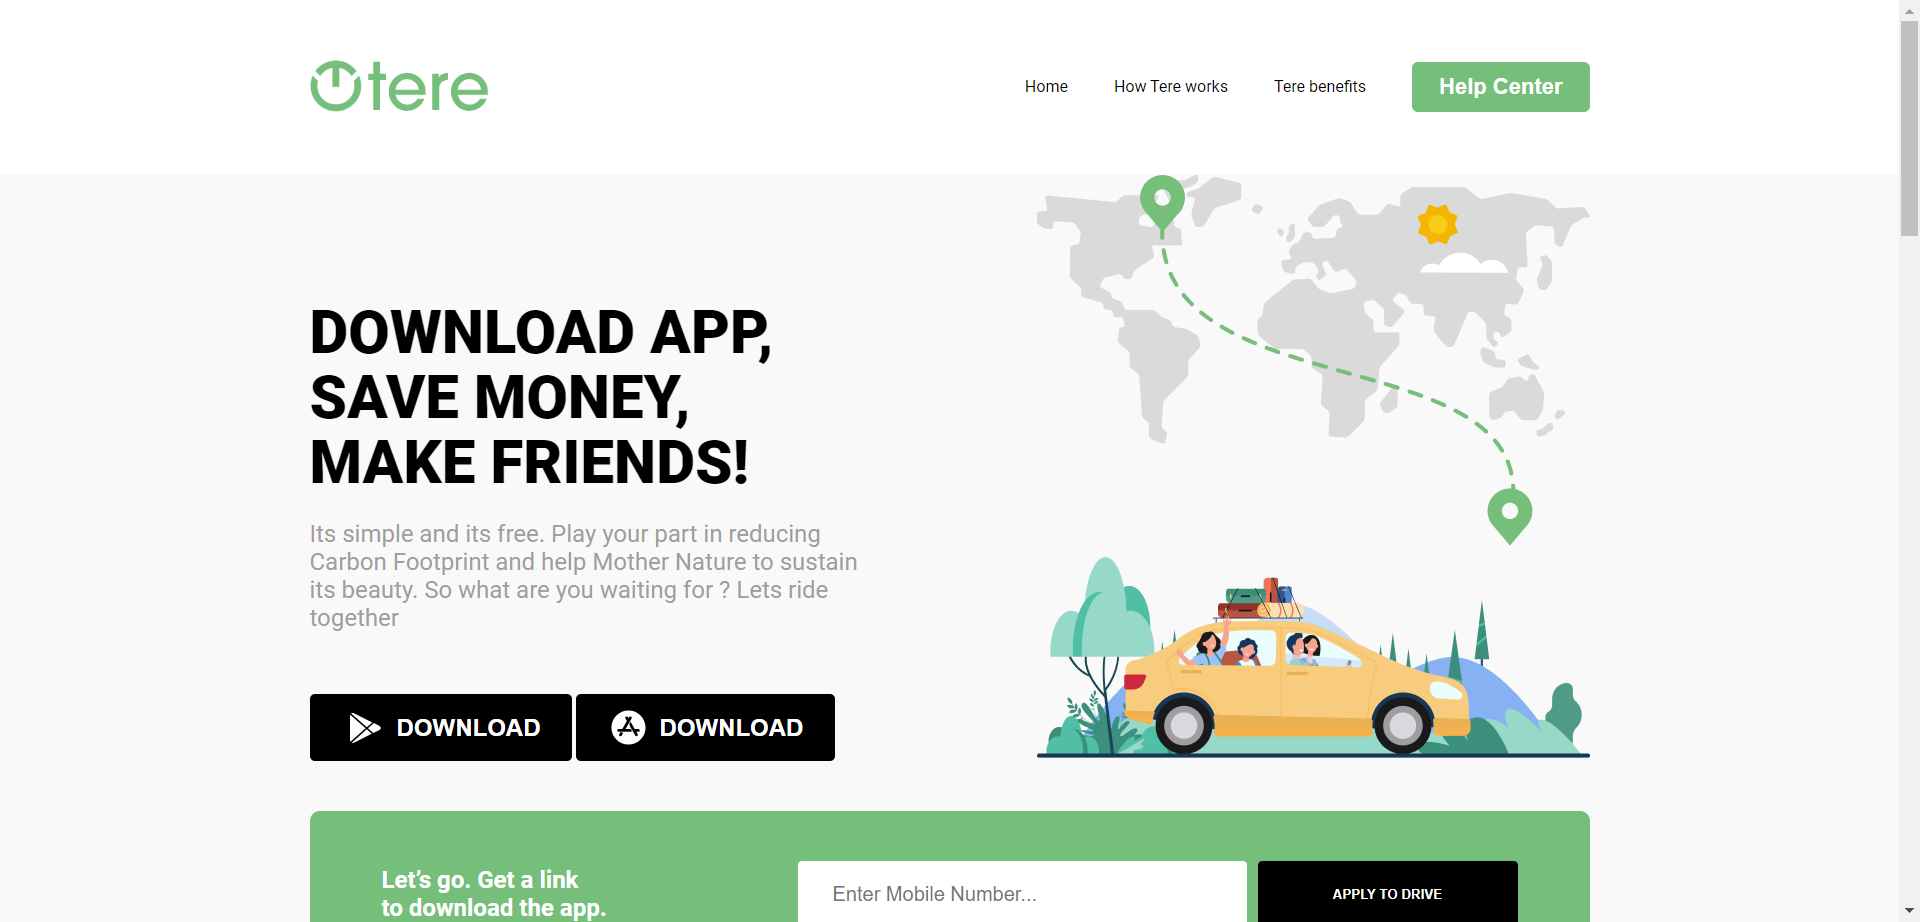 tere
Home
How Tere works
Tere benefits
Help Center
DOWNLOAD APP,
SAVE MONEY,
MAKE FRIENDS!
Its simple and its free. Play your part in reducing
Carbon Footprint and help Mother Nature to sustain
its beauty. So what are you waiting for ? Lets ride
together
DOWNLOAD
DOWNLOAD
Let’s go. Get a link
to download the app.
Enter Mobile Number...
APPLY TO DRIVE